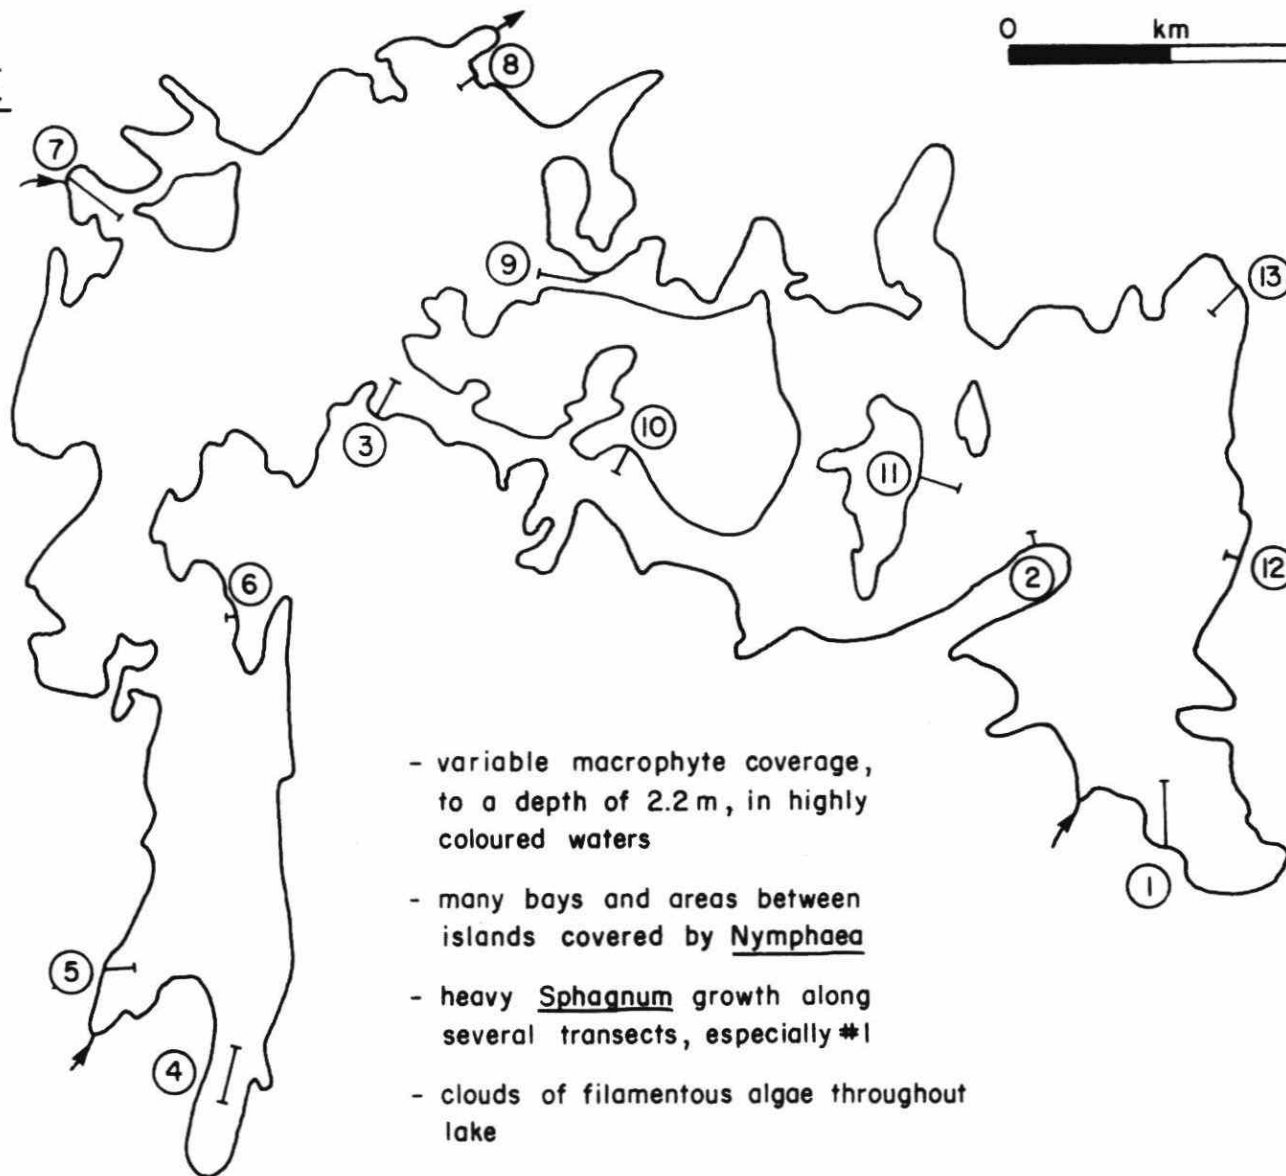 0 km
8
7
9
13
3
10
11
6
2
12
- variable macrophyte coverage,
to a depth of 2.2 m, in highly
coloured waters
1
- many bays and areas between
islands covered by Nymphaea
5
- heavy Sphagnum growth along
several transects, especially #1
4
- clouds of filamentous algae throughout
lake